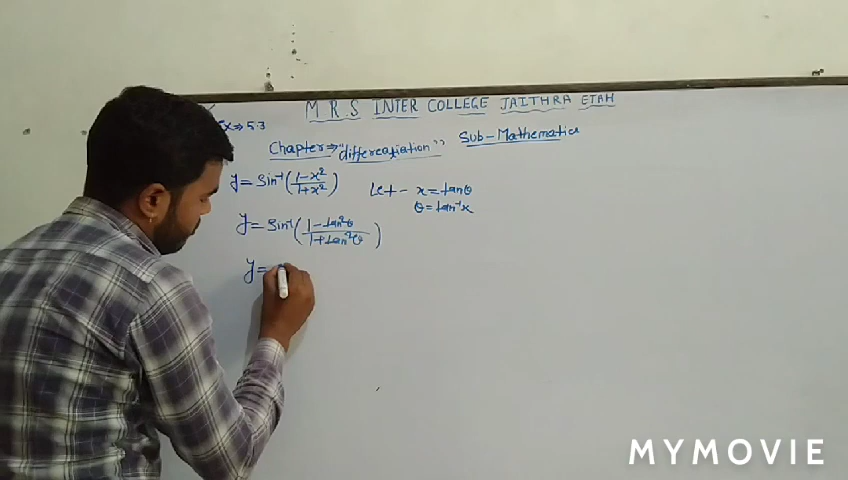 M R.S INTER COLLEGE JAITHRA ETAH
Ex⇒5.3
Chapter⇒"differeatiation" Sub-Mathematics
y=Sin⁻¹(1-x²/1+x²) Let- x=tanθ
θ=tan⁻¹x
y=Sin⁻¹(1-tan²θ/1+tan²θ)
y=
MYMOVIE